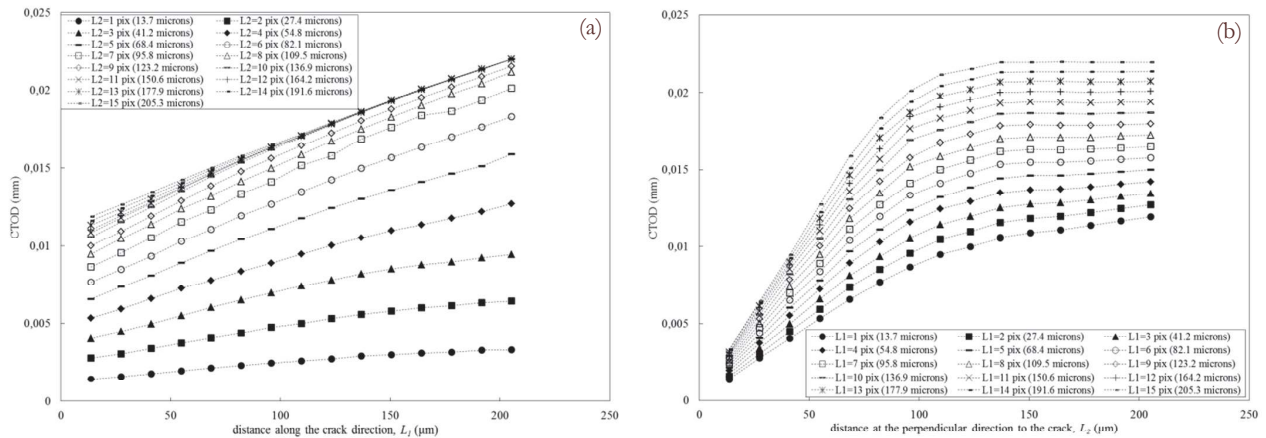 (a)
L2=1 pix (13.7 microns) L2=2 pix (27.4 microns)
L2=3 pix (41.2 microns) L2=4 pix (54.8 microns)
L2=5 pix (68.4 microns) L2=6 pix (82.1 microns)
L2=7 pix (95.8 microns) L2=8 pix (109.5 microns)
L2=9 pix (123.2 microns) L2=10 pix (136.9 microns)
L2=11 pix (150.6 microns) L2=12 pix (164.2 microns)
L2=13 pix (177.9 microns) L2=14 pix (191.6 microns)
L2=15 pix (205.3 microns)
0,025
0,02
0,015
0,01
0,005
0
CTOD (mm)
0 50 100 150 200 250
distance along the crack direction, L1 (μm)
(b)
0,025
0,02
0,015
0,01
0,005
0
CTOD (mm)
L1=1 pix (13.7 microns) L1=2 pix (27.4 microns) L1=3 pix (41.2 microns)
L1=4 pix (54.8 microns) L1=5 pix (68.4 microns) L1=6 pix (82.1 microns)
L1=7 pix (95.8 microns) L1=8 pix (109.5 microns) L1=9 pix (123.2 microns)
L1=10 pix (136.9 microns) L1=11 pix (150.6 microns) L1=12 pix (164.2 microns)
L1=13 pix (177.9 microns) L1=14 pix (191.6 microns) L1=15 pix (205.3 microns)
0 50 100 150 200 250
distance at the perpendicular direction to the crack, L2 (μm)